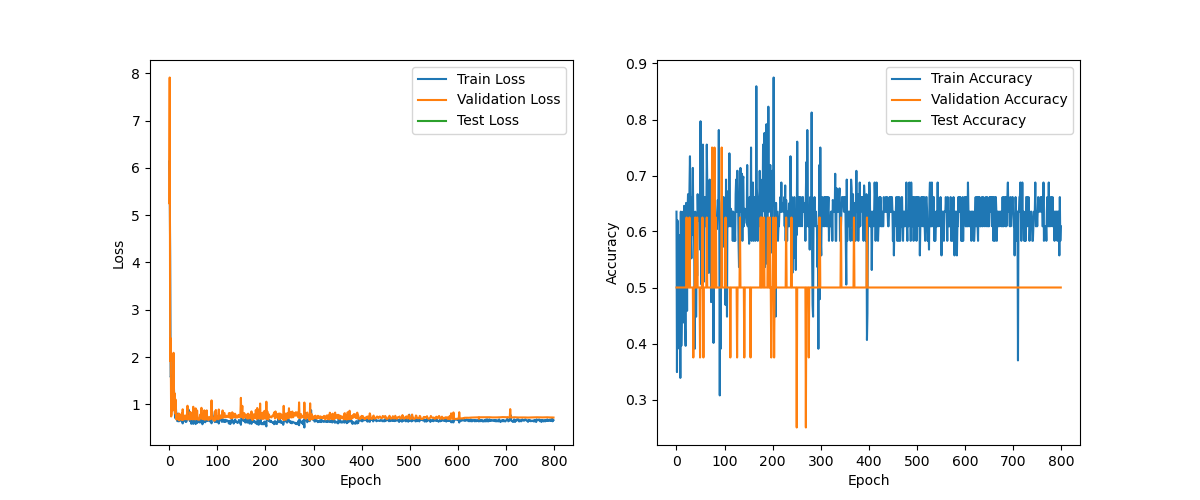 8
7
6
5
4
3
2
1
0 100 200 300 400 500 600 700 800
Loss
Epoch
Train Loss
Validation Loss
Test Loss
0.9
0.8
0.7
0.6
0.5
0.4
0.3
0 100 200 300 400 500 600 700 800
Accuracy
Epoch
Train Accuracy
Validation Accuracy
Test Accuracy